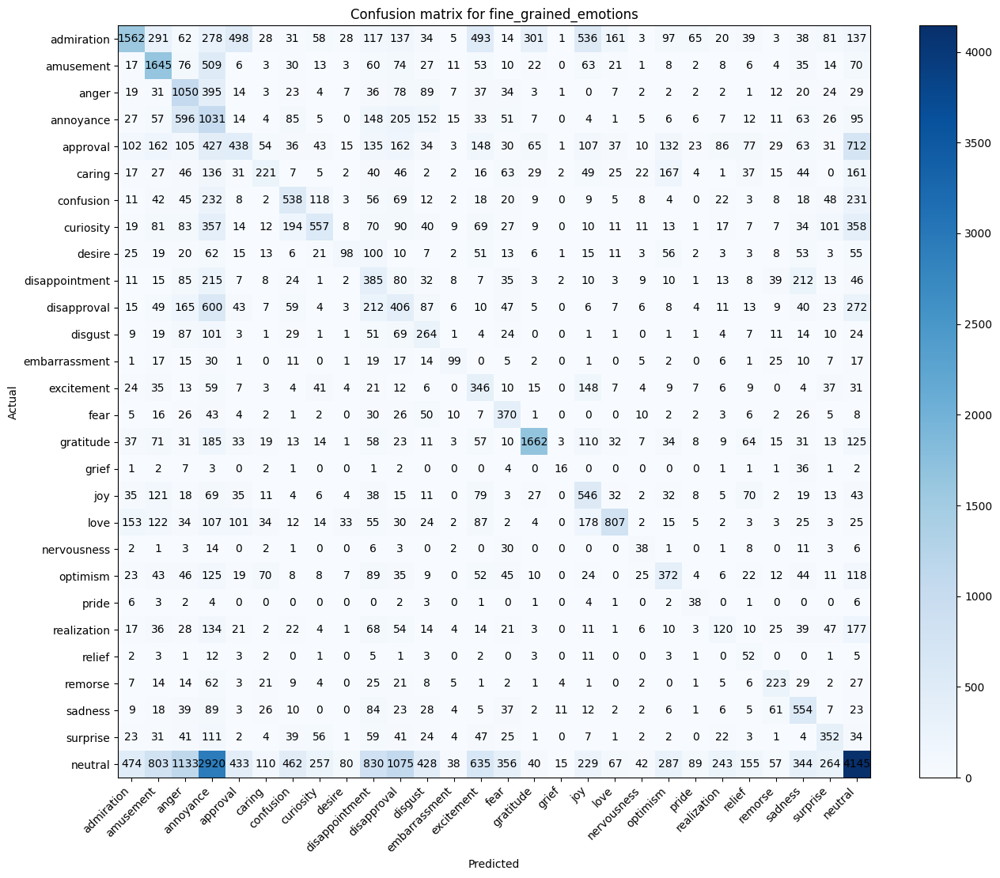 Confusion matrix for fine_grained_emotions
admiration 1562 291 62 278 498 28 31 58 28 117 137 34 5 493 14 301 1 536 161 3 97 65 20 39 3 38 81 137
amusement 17 1645 76 509 6 3 30 13 3 60 74 27 11 53 10 22 0 63 21 1 8 2 8 6 4 35 14 70
anger 19 31 1050 395 14 3 23 4 7 36 78 89 7 37 34 3 1 0 7 2 2 2 2 1 12 20 24 29
annoyance 27 57 596 1031 14 4 85 5 0 148 205 152 15 33 51 7 0 4 1 5 6 6 7 12 11 63 26 95
approval 102 162 105 427 438 54 36 43 15 135 162 34 3 148 30 65 1 107 37 10 132 23 86 77 29 63 31 712
caring 17 27 46 136 31 221 7 5 2 40 46 2 2 16 63 29 2 49 25 22 167 4 1 37 15 44 0 161
confusion 11 42 45 232 8 2 538 118 3 56 69 12 2 18 20 9 0 9 5 8 4 0 22 3 8 18 48 231
curiosity 19 81 83 357 14 12 194 557 8 70 90 40 9 69 27 9 0 10 11 11 13 1 17 7 7 34 101 358
desire 25 19 20 62 15 13 6 21 98 100 10 7 2 51 13 6 1 15 11 3 56 2 3 3 8 53 3 55
disappointment 11 15 85 215 7 8 24 1 2 385 80 32 8 7 35 3 2 10 3 9 10 1 13 8 39 212 13 46
disapproval 15 49 165 600 43 7 59 4 3 212 406 87 6 10 47 5 0 6 7 6 8 4 11 13 9 40 23 272
disgust 9 19 87 101 3 1 29 1 1 51 69 264 1 4 24 0 0 1 1 0 1 1 4 7 11 14 10 24
embarrassment 1 17 15 30 1 0 11 0 1 19 17 14 99 0 5 2 0 1 0 5 2 0 6 1 25 10 7 17
excitement 24 35 13 59 7 3 4 41 4 21 12 6 0 346 10 15 0 148 7 4 9 7 6 9 0 4 37 31
fear 5 16 26 43 4 2 1 2 0 30 26 50 10 7 370 1 0 0 0 10 2 2 3 6 2 26 5 8
gratitude 37 71 31 185 33 19 13 14 1 58 23 11 3 57 10 1662 3 110 32 7 34 8 9 64 15 31 13 125
grief 1 2 7 3 0 2 1 0 0 1 2 0 0 0 4 0 16 0 0 0 0 0 1 1 1 36 1 2
joy 35 121 18 69 35 11 4 6 4 38 15 11 0 79 3 27 0 546 32 2 32 8 5 70 2 19 13 43
love 153 122 34 107 101 34 12 14 33 55 30 24 2 87 2 4 0 178 807 2 15 5 2 3 3 25 3 25
nervousness 2 1 3 14 0 2 1 0 0 6 3 0 2 0 30 0 0 0 0 38 1 0 1 8 0 11 3 6
optimism 23 43 46 125 19 70 8 8 7 89 35 9 0 52 45 10 0 24 0 25 372 4 6 22 12 44 11 118
pride 6 3 2 4 0 0 0 0 0 0 2 3 0 1 0 1 0 4 1 0 2 38 0 1 0 0 0 6
realization 17 36 28 134 21 2 22 4 1 68 54 14 4 14 21 3 0 11 1 6 10 3 120 10 25 39 47 177
relief 2 3 1 12 3 2 0 1 0 5 1 3 0 2 0 3 0 11 0 0 3 1 0 52 0 0 1 5
remorse 7 14 14 62 3 21 9 4 0 25 21 8 5 1 2 1 4 1 0 2 0 1 5 6 223 29 2 27
sadness 9 18 39 89 3 26 10 0 0 84 23 28 4 5 37 2 11 12 2 2 6 1 6 5 61 554 7 23
surprise 23 31 41 111 2 4 39 56 1 59 41 24 4 47 25 1 0 7 1 2 2 0 22 3 1 4 352 34
neutral 474 803 1133 2920 433 110 462 257 80 830 1075 428 38 635 356 40 15 229 67 42 287 89 243 155 57 344 264 4145
admiration amusement anger annoyance approval caring confusion curiosity desire disappointment disapproval disgust embarrassment excitement fear gratitude grief joy love nervousness optimism pride realization relief remorse sadness surprise neutral
Predicted
Actual
4000
3500
3000
2500
2000
1500
1000
500
0